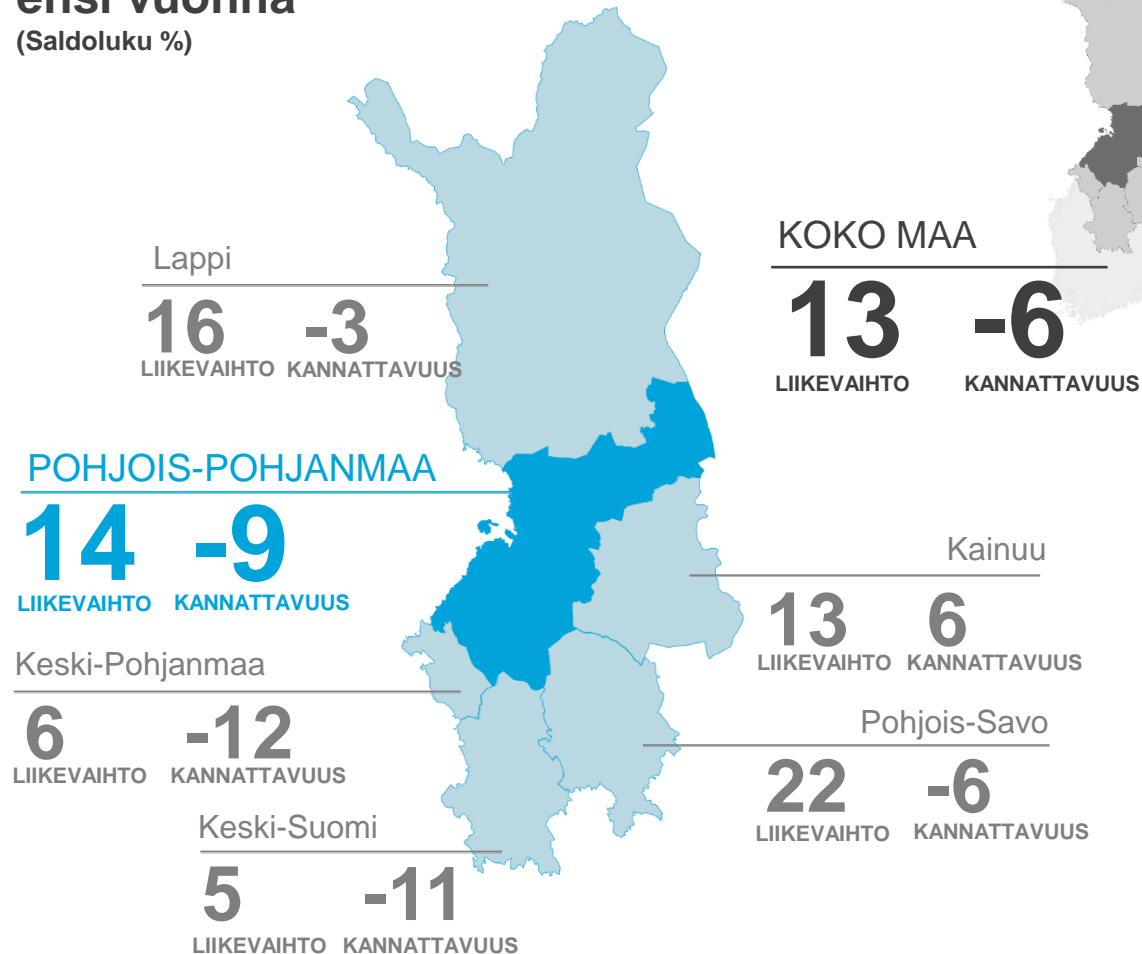 ensi vuonna
(Saldoluku %)
Lappi
16 -3
LIIKEVAIHTO KANNATTAVUUS
KOKO MAA
13 -6
LIIKEVAIHTO KANNATTAVUUS
POHJOIS-POHJANMAA
14 -9
LIIKEVAIHTO KANNATTAVUUS
Kainuu
13 6
LIIKEVAIHTO KANNATTAVUUS
Keski-Pohjanmaa
6 -12
LIIKEVAIHTO KANNATTAVUUS
Pohjois-Savo
22 -6
LIIKEVAIHTO KANNATTAVUUS
Keski-Suomi
5 -11
LIIKEVAIHTO KANNATTAVUUS